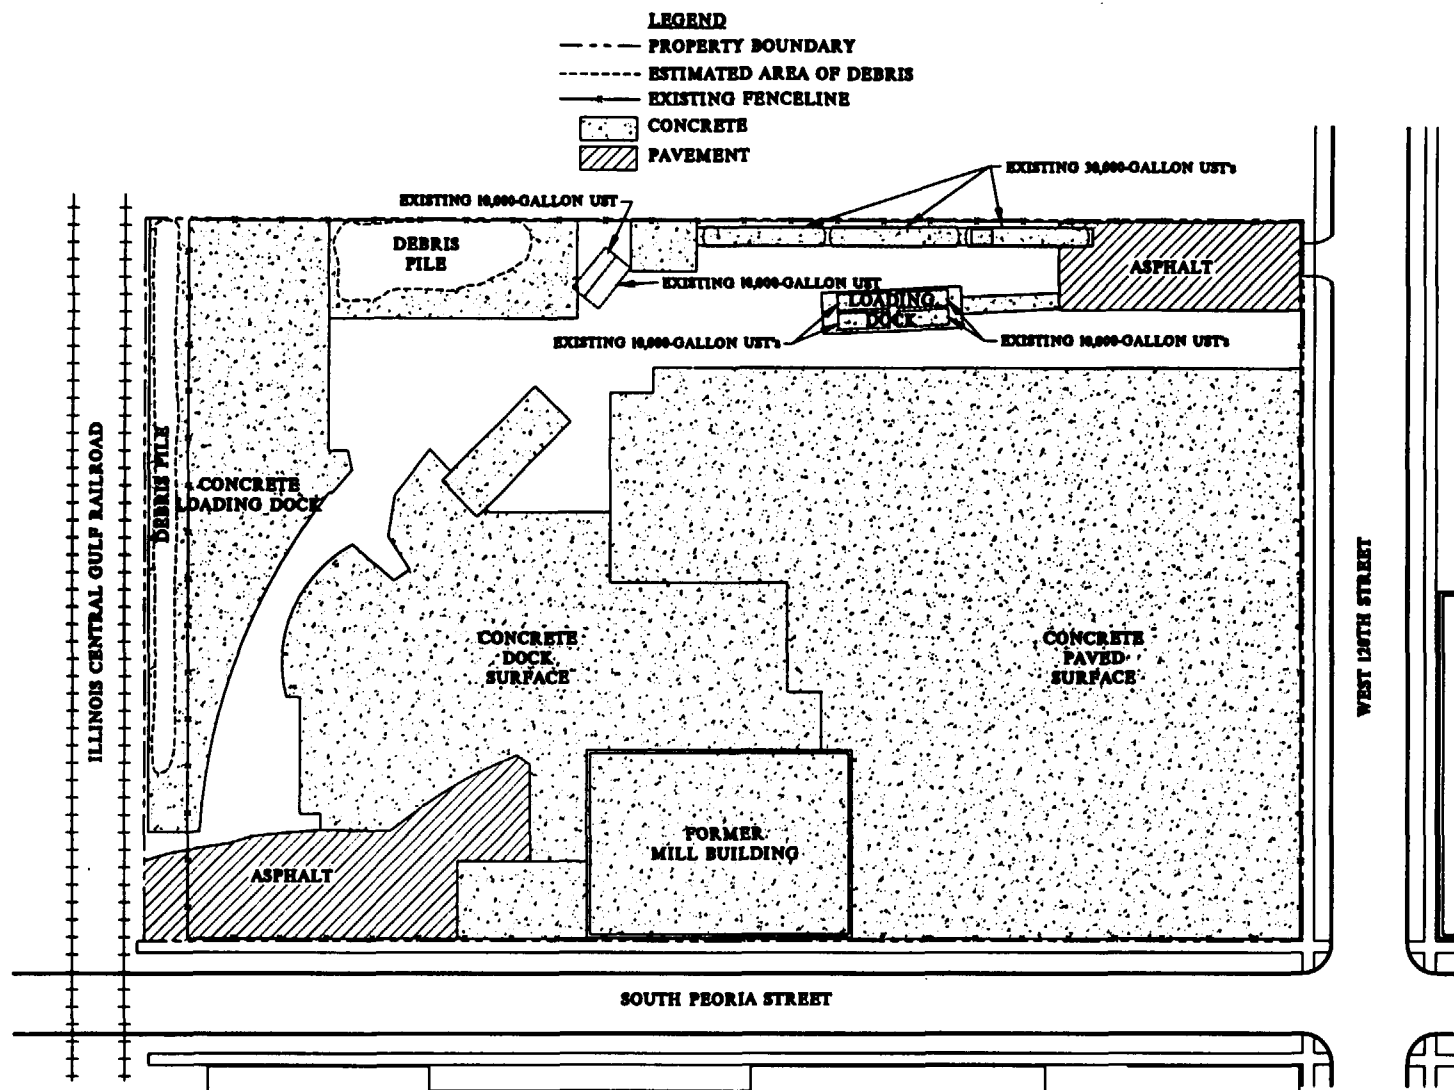 LEGEND
PROPERTY BOUNDARY
ESTIMATED AREA OF DEBRIS
EXISTING FENCELINE
CONCRETE
PAVEMENT
EXISTING 30,000-GALLON UST's
EXISTING 10,000-GALLON UST
DEBRIS
PILE
EXISTING 10,000-GALLON UST
ASPHALT
LOADING
DOCK
EXISTING 10,000-GALLON UST's
EXISTING 10,000-GALLON UST's
ILLINOIS CENTRAL GULF RAILROAD
DEBRIS PILE
CONCRETE
LOADING DOCK
CONCRETE
DOCK
SURFACE
CONCRETE
PAVED
SURFACE
WEST 120TH STREET
FORMER
MILL BUILDING
ASPHALT
SOUTH PEORIA STREET